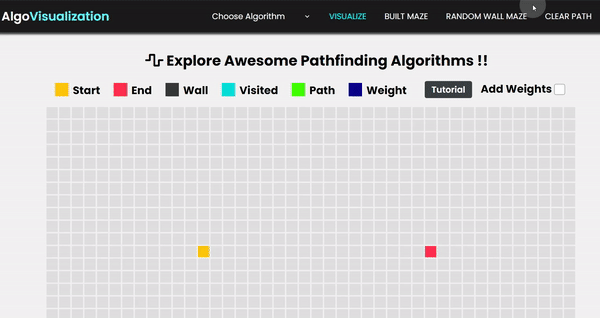 AlgoVisualization Choose Algorithm VISUALIZE BUILT MAZE RANDOM WALL MAZE CLEAR PATH
Explore Awesome Pathfinding Algorithms !!
Start End Wall Visited Path Weight Tutorial Add Weights